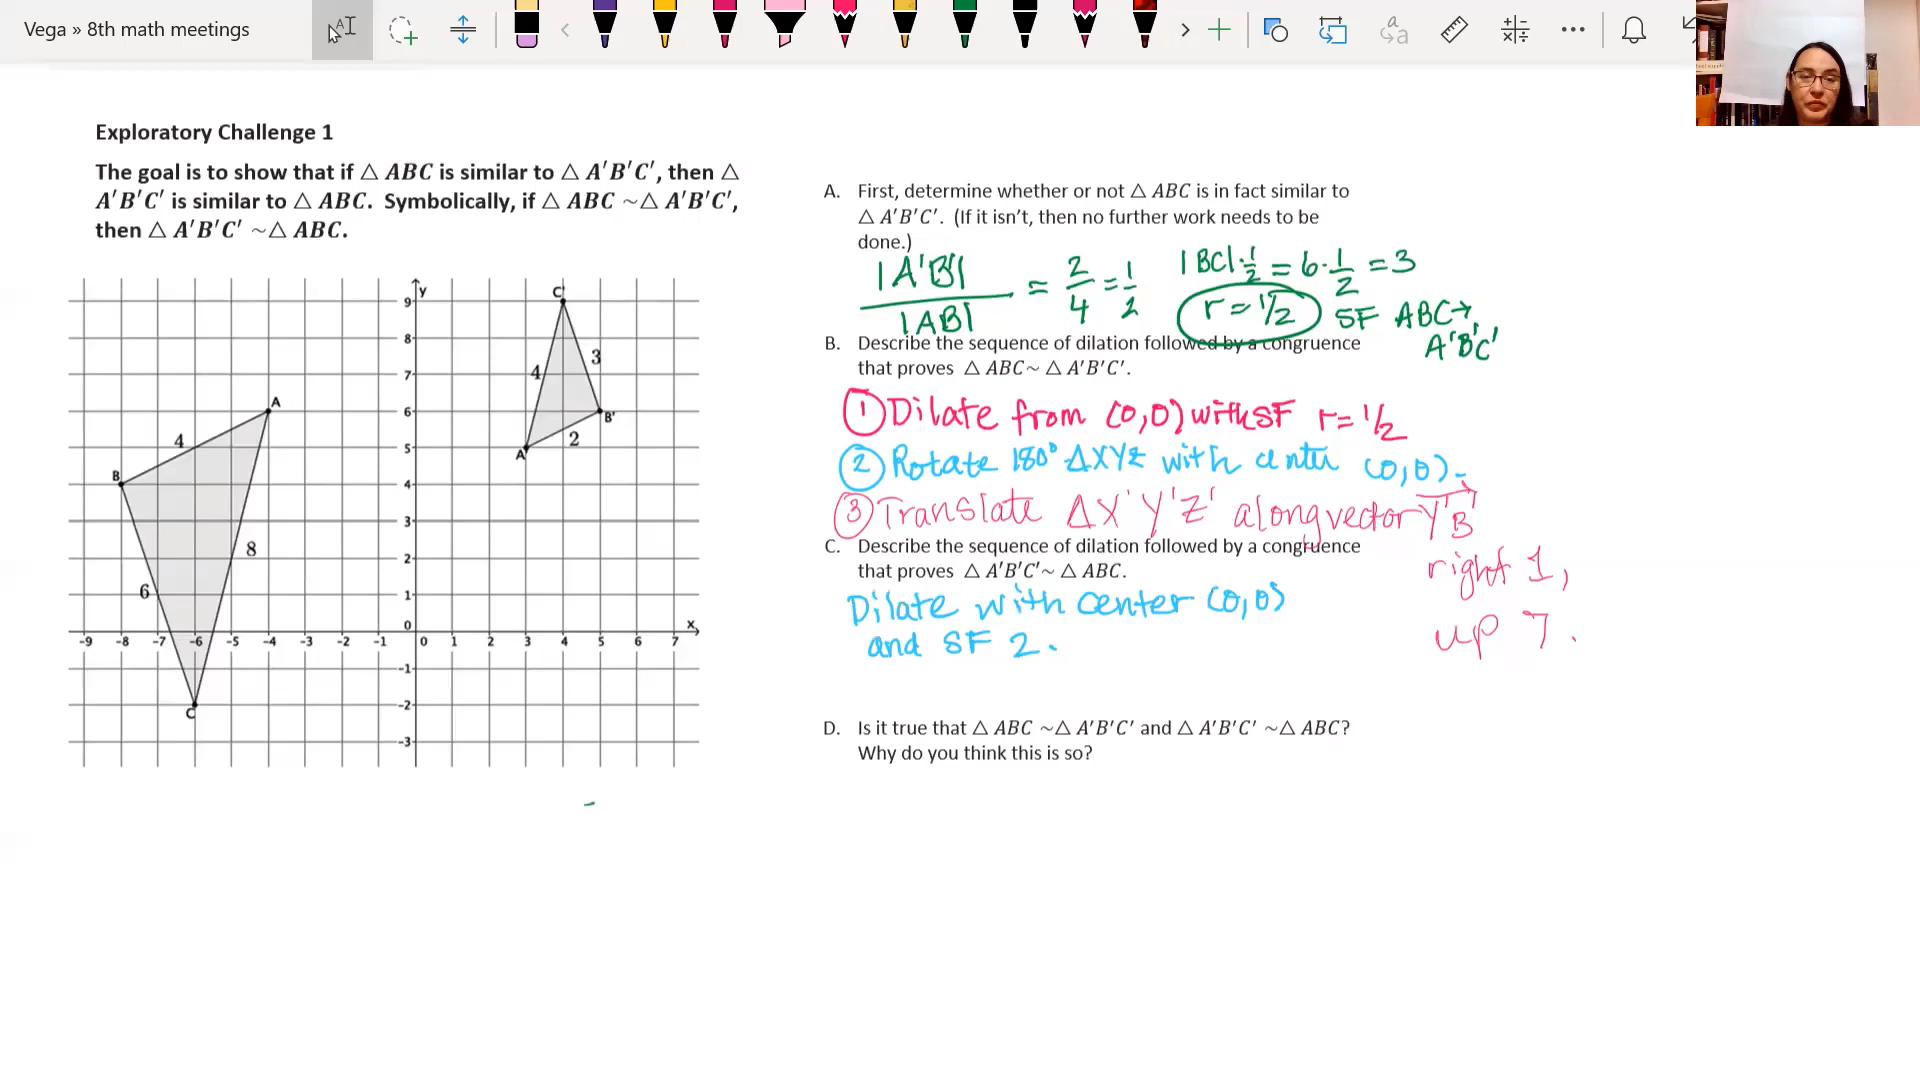 Vega » 8th math meetings
Exploratory Challenge 1
The goal is to show that if △ ABC is similar to △ A′B′C′, then △
A′B′C′ is similar to △ ABC. Symbolically, if △ ABC ~△ A′B′C′,
then △ A′B′C′ ~△ ABC.
y
9
8
7
6
5
4
3
2
1
0
-1
-2
-3
-9 -8 -7 -6 -5 -4 -3 -2 -1 0 1 2 3 4 5 6 7
x
A
B
C
4
8
6
C'
B'
A'
4
3
2
A. First, determine whether or not △ ABC is in fact similar to
△ A′B′C′. (If it isn't, then no further work needs to be
done.)
|A'B'| / |AB| = 2/4 = 1/2
|BC|·1/2 = 6·1/2 = 3
r = 1/2 SF ABC→
A'B'C'
B. Describe the sequence of dilation followed by a congruence
that proves △ ABC~ △ A′B′C′.
① Dilate from (0,0) with SF r = 1/2
② Rotate 180° △XYZ with center (0,0).
③ Translate △X'Y'Z' along vector Y'B'
right 1,
up 7.
C. Describe the sequence of dilation followed by a congruence
that proves △ A′B′C′~ △ ABC.
Dilate with center (0,0)
and SF 2.
D. Is it true that △ ABC ~△ A′B′C′ and △ A′B′C′ ~△ ABC?
Why do you think this is so?